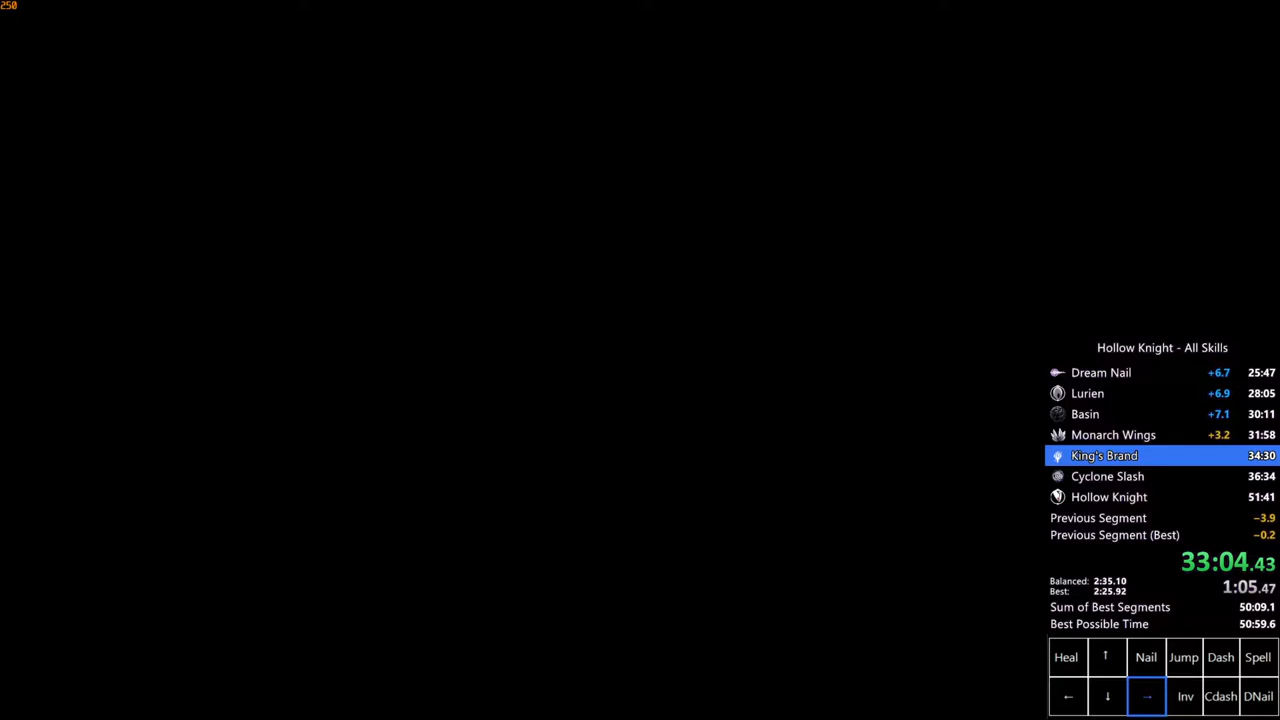 250
Hollow Knight - All Skills
Dream Nail +6.7 25:47
Lurien +6.9 28:05
Basin +7.1 30:11
Monarch Wings +3.2 31:58
King's Brand 34:30
Cyclone Slash 36:34
Hollow Knight 51:41
Previous Segment −3.9
Previous Segment (Best) −0.2
33:04.43
Balanced: 2:35.10
Best: 2:25.92
1:05.47
Sum of Best Segments 50:09.1
Best Possible Time 50:59.6
Heal ↑ Nail Jump Dash Spell
← ↓ → Inv Cdash DNail